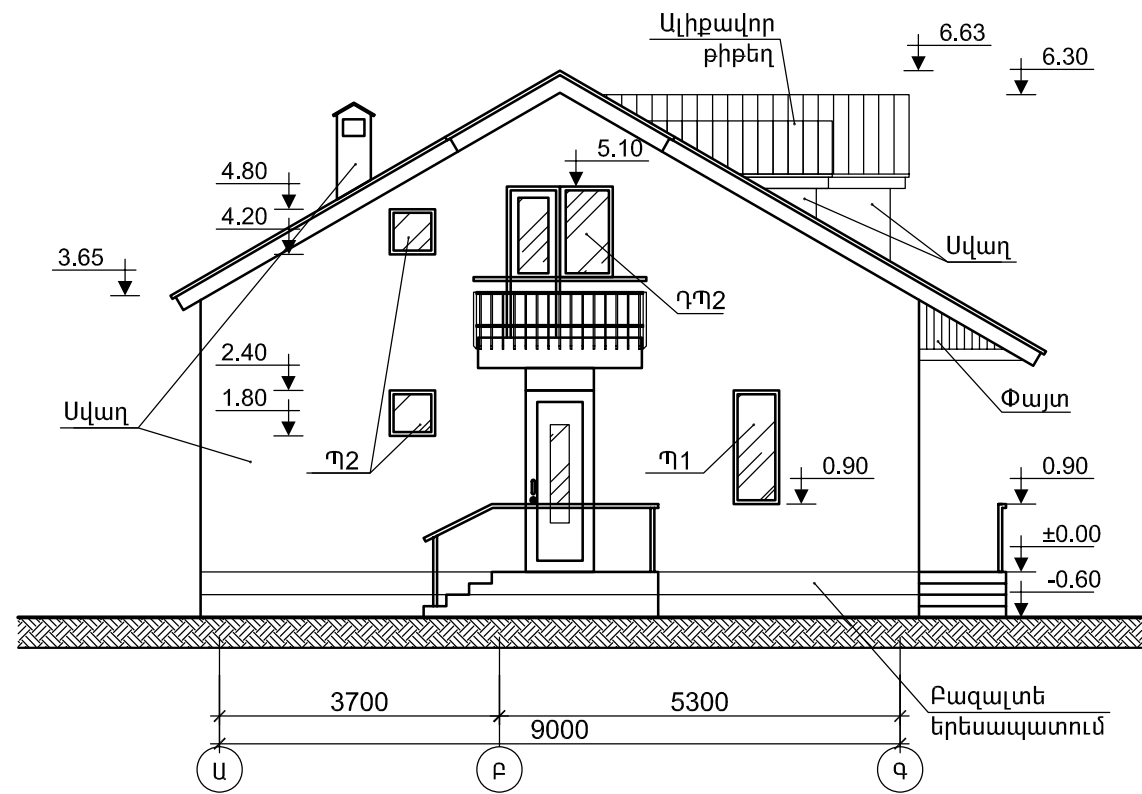 Ալիքավոր
թիթեղ
6.63
6.30
5.10
4.80
4.20
3.65
Սվաղ
ԴՊ2
2.40
1.80
Սվաղ
Փայտ
Պ2
Պ1
0.90
0.90
±0.00
-0.60
3700
5300
9000
Բազալտե
երեսապատում
Ա
Բ
Գ